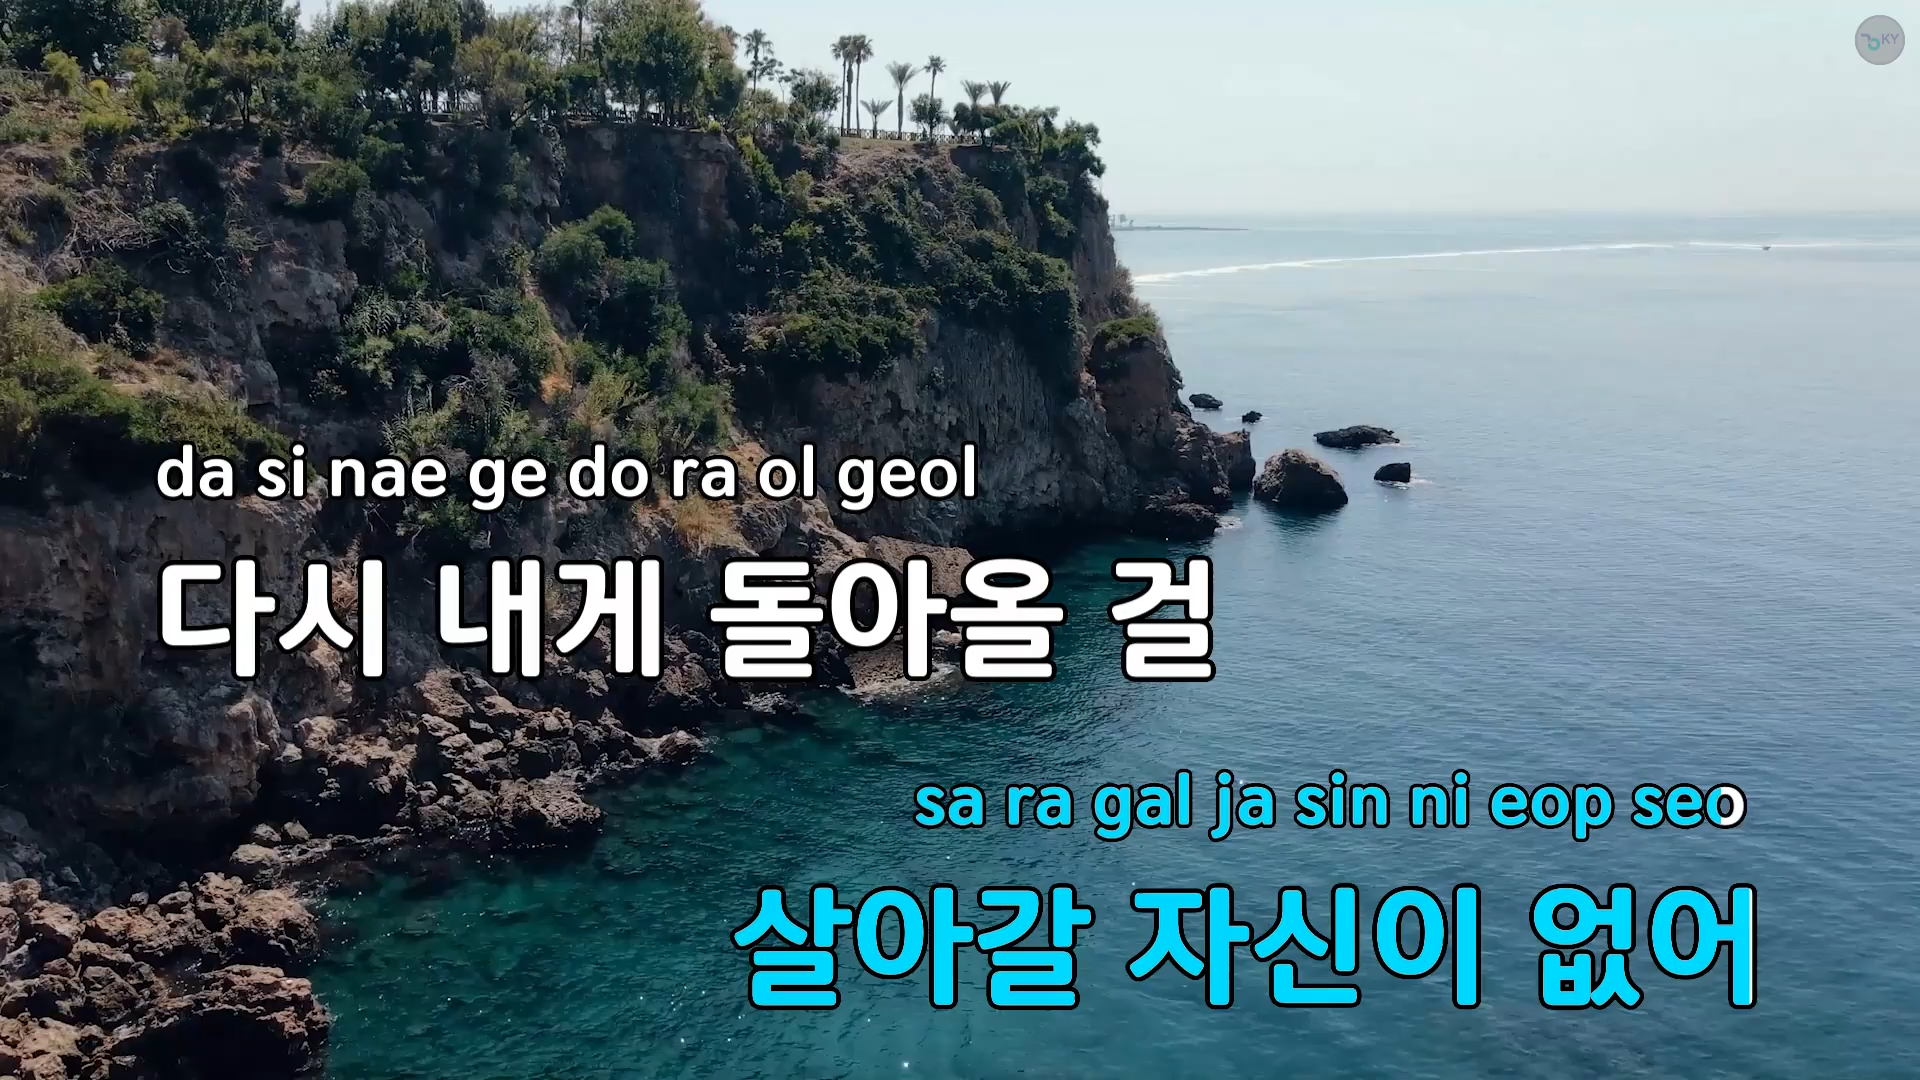 KY
da si nae ge do ra ol geol
다시 내게 돌아올 걸
sa ra gal ja sin ni eop seo
살아갈 자신이 없어